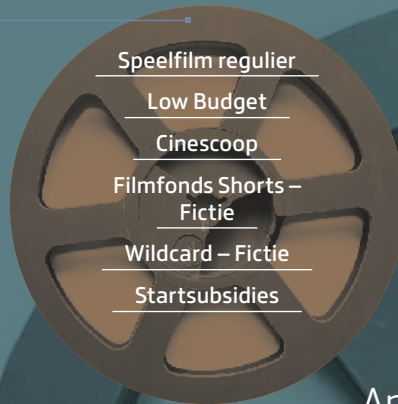 Speelfilm regulier
Low Budget
Cinescoop
Filmfonds Shorts –
Fictie
Wildcard – Fictie
Startsubsidies